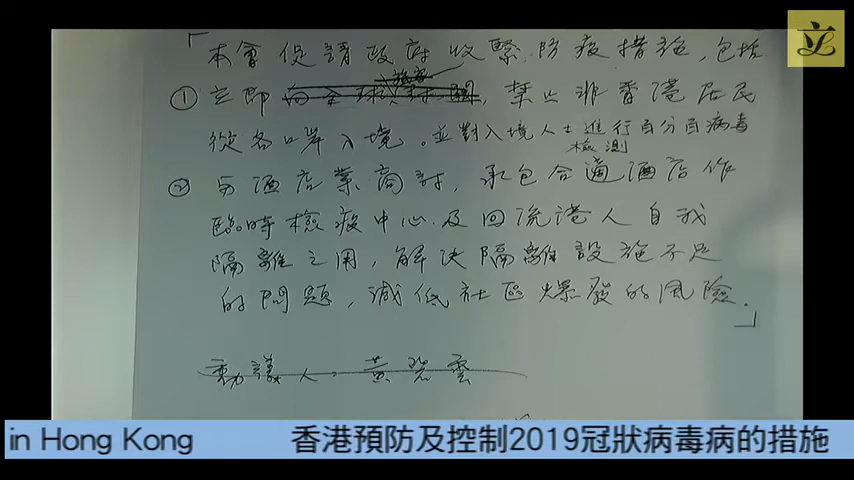 「本會促請政府收緊防疫措施，包括
① 立即，禁止非香港居民
從各口岸入境。並對入境人士進行百分百病毒
檢測
② 與酒店業商討，承包合適酒店作
臨時檢疫中心及回流港人自我
隔離之用，解決隔離設施不足
的問題，減低社區爆發的風險。」
動議人：黃碧雲
in Hong Kong 香港預防及控制2019冠狀病毒病的措施